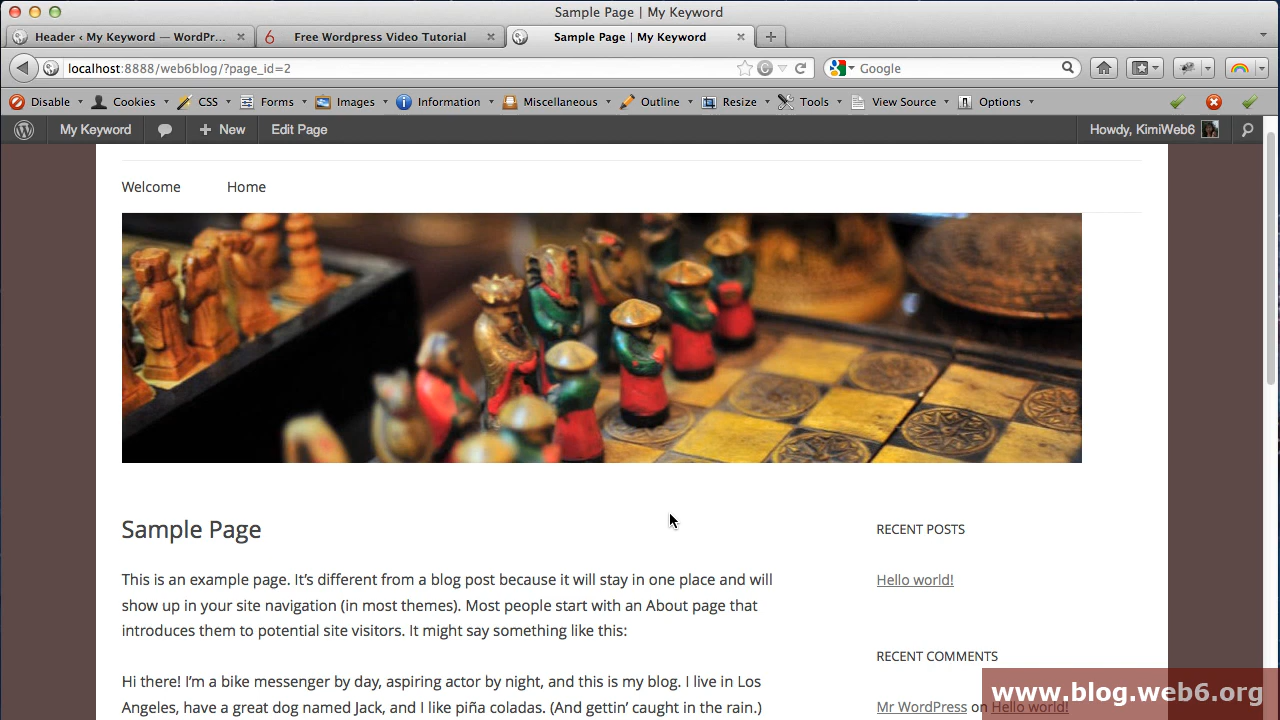 Sample Page | My Keyword
Header ‹ My Keyword — WordPr...
Free Wordpress Video Tutorial
Sample Page | My Keyword
localhost:8888/web6blog/?page_id=2
Google
Disable Cookies CSS Forms Images Information Miscellaneous Outline Resize Tools View Source Options
My Keyword + New Edit Page Howdy, KimiWeb6
Welcome Home
Sample Page
This is an example page. It’s different from a blog post because it will stay in one place and will
show up in your site navigation (in most themes). Most people start with an About page that
introduces them to potential site visitors. It might say something like this:
Hi there! I’m a bike messenger by day, aspiring actor by night, and this is my blog. I live in Los
Angeles, have a great dog named Jack, and I like piña coladas. (And gettin’ caught in the rain.)
RECENT POSTS
Hello world!
RECENT COMMENTS
Mr WordPress on Hello world!
www.blog.web6.org